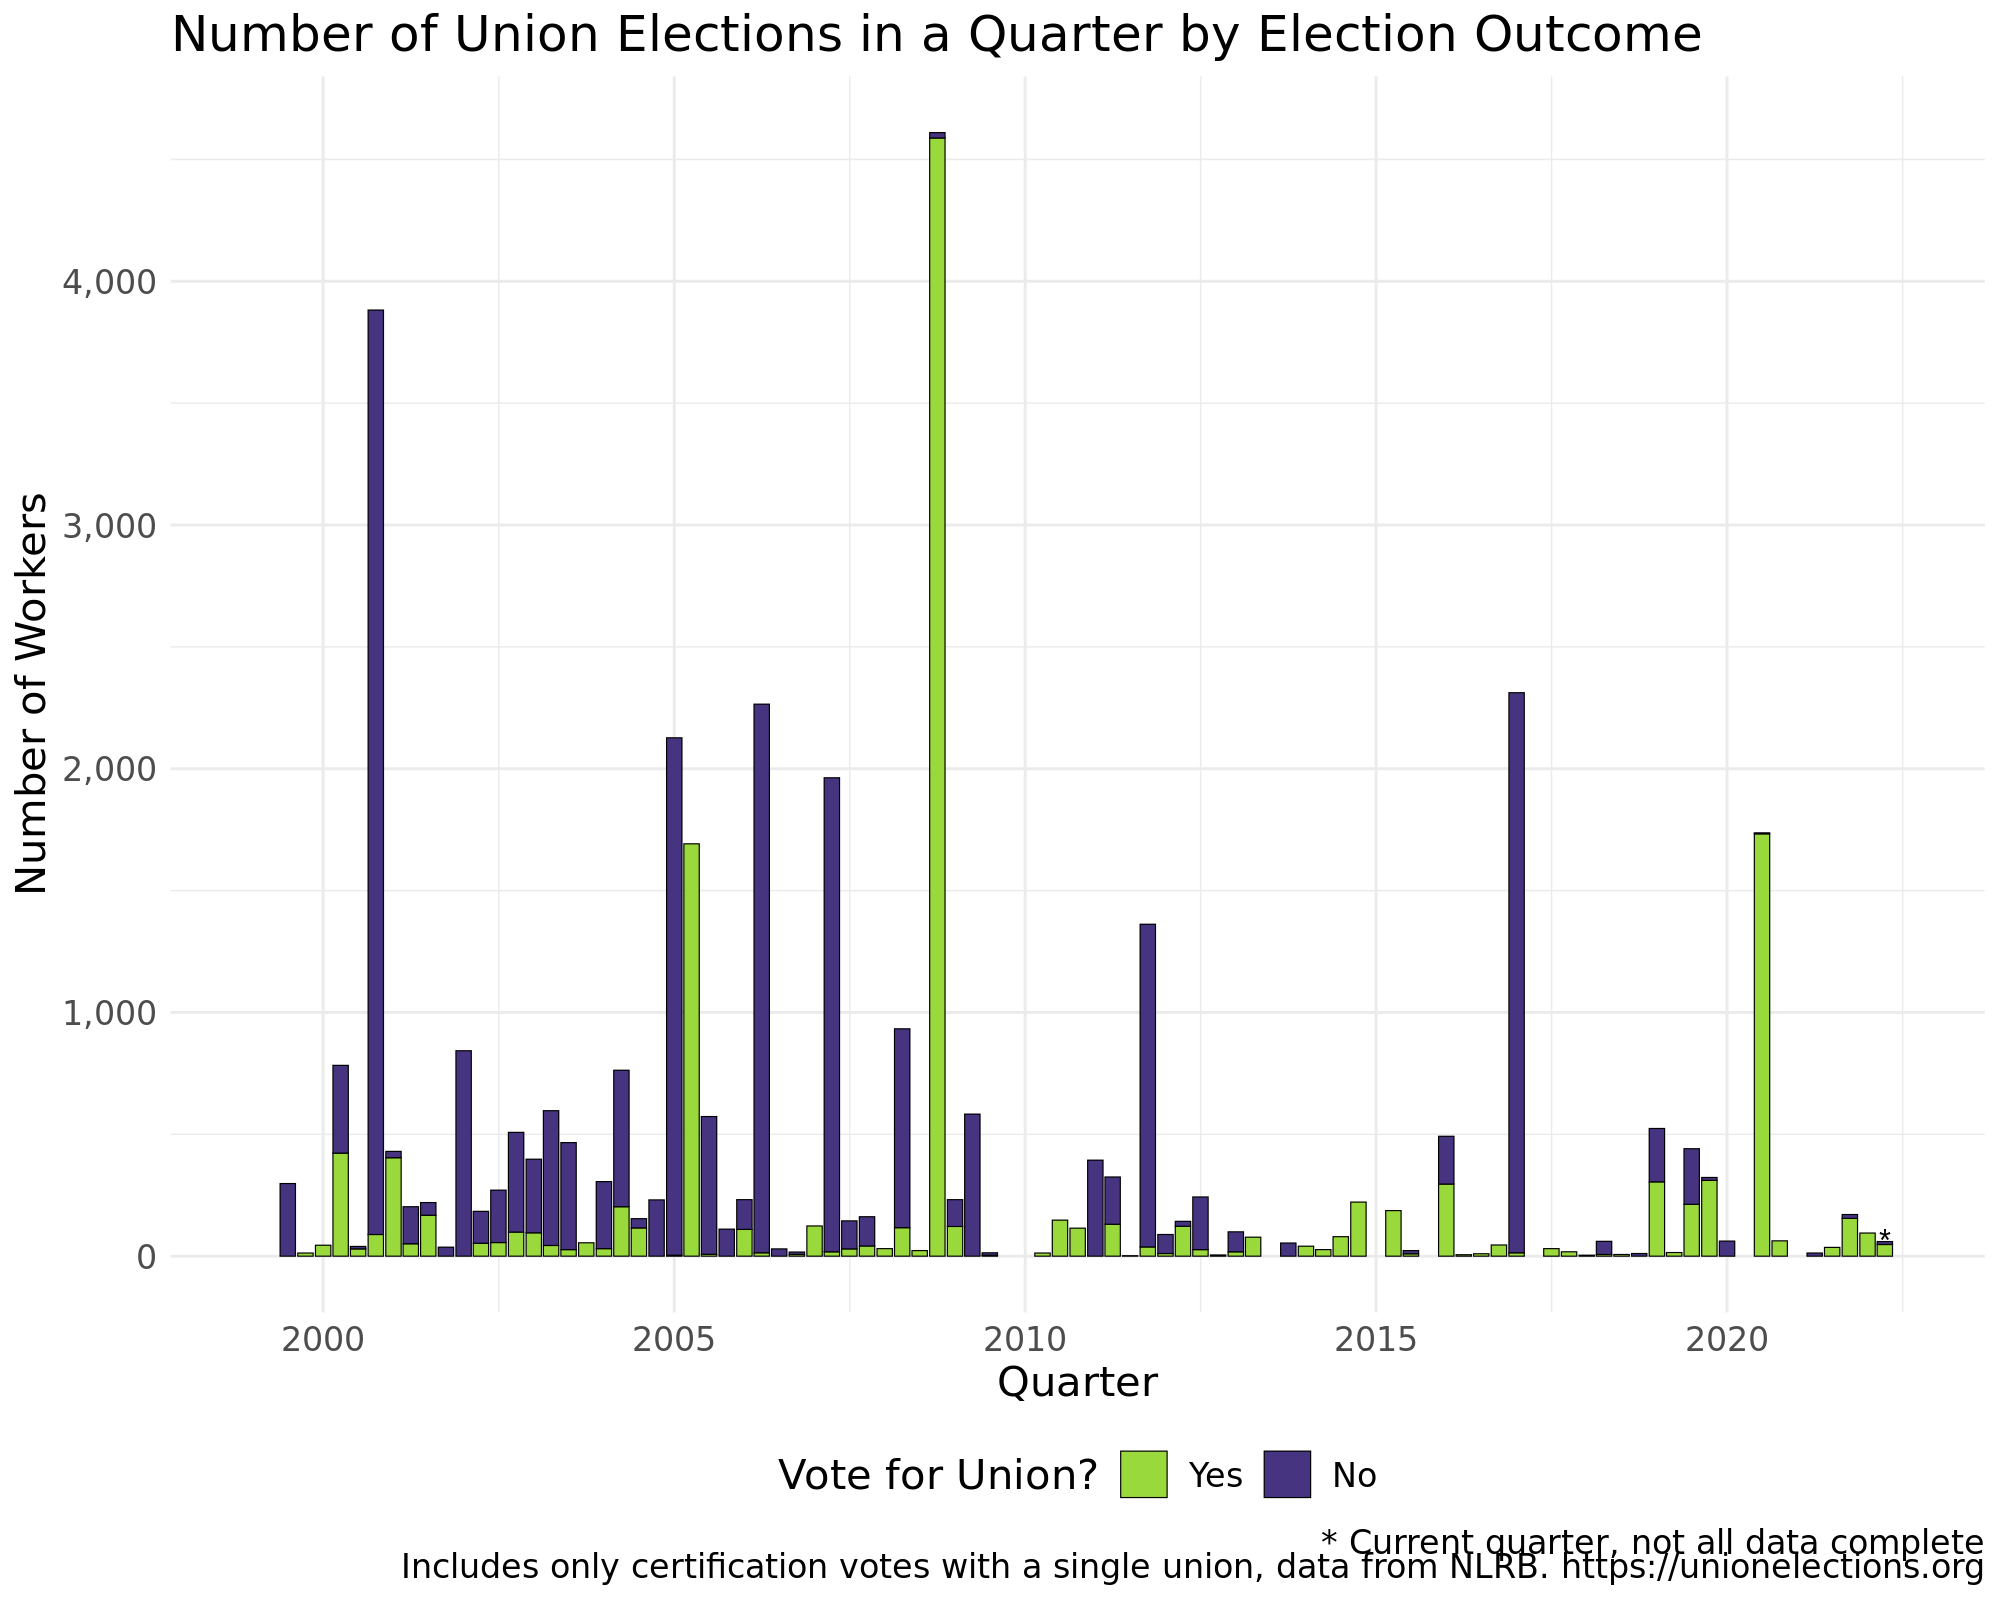 Number of Union Elections in a Quarter by Election Outcome
Number of Workers
4,000
3,000
2,000
1,000
0
*
2000 2005 2010 2015 2020
Quarter
Vote for Union? Yes No
* Current quarter, not all data complete
Includes only certification votes with a single union, data from NLRB. https://unionelections.org